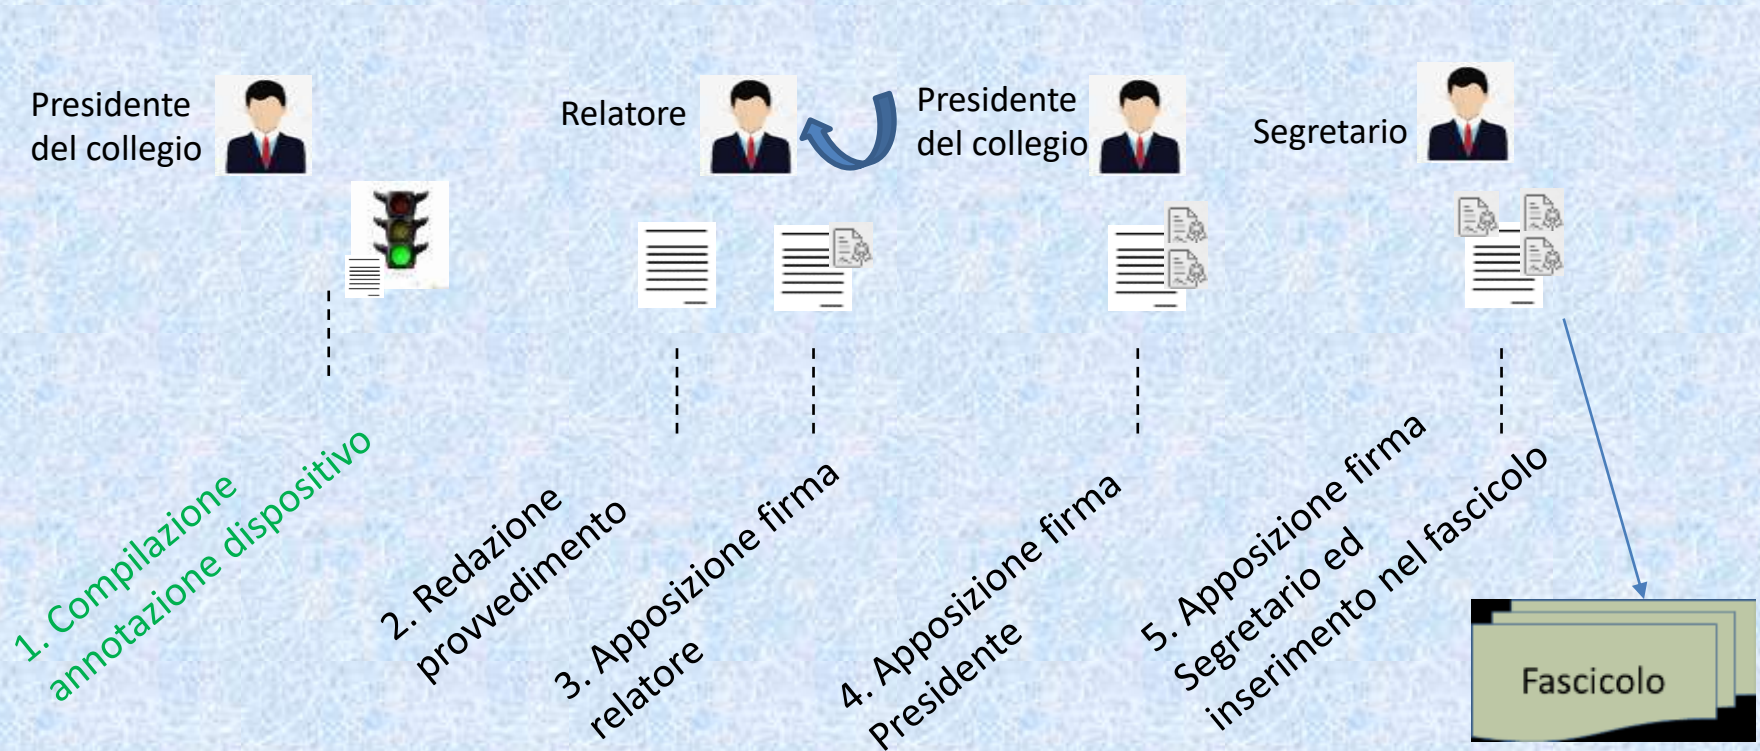 Presidente
del collegio
Relatore
Presidente
del collegio
Segretario
1. Compilazione
annotazione dispositivo
2. Redazione
provvedimento
3. Apposizione firma
relatore
4. Apposizione firma
Presidente
5. Apposizione firma
Segretario ed
inserimento nel fascicolo
Fascicolo